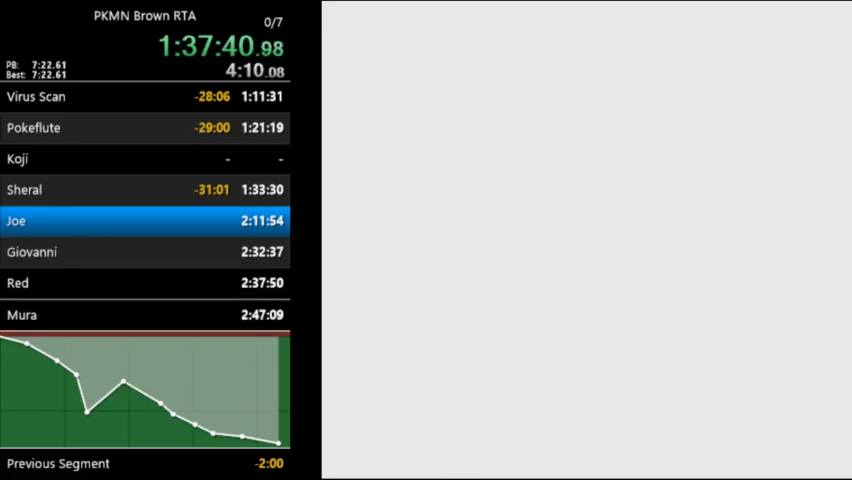 PKMN Brown RTA
0/7
1:37:40.98
PB: 7:22.61
Best: 7:22.61
4:10.08
Virus Scan -28:06 1:11:31
Pokeflute -29:00 1:21:19
Koji - -
Sheral -31:01 1:33:30
Joe 2:11:54
Giovanni 2:32:37
Red 2:37:50
Mura 2:47:09
Previous Segment -2:00